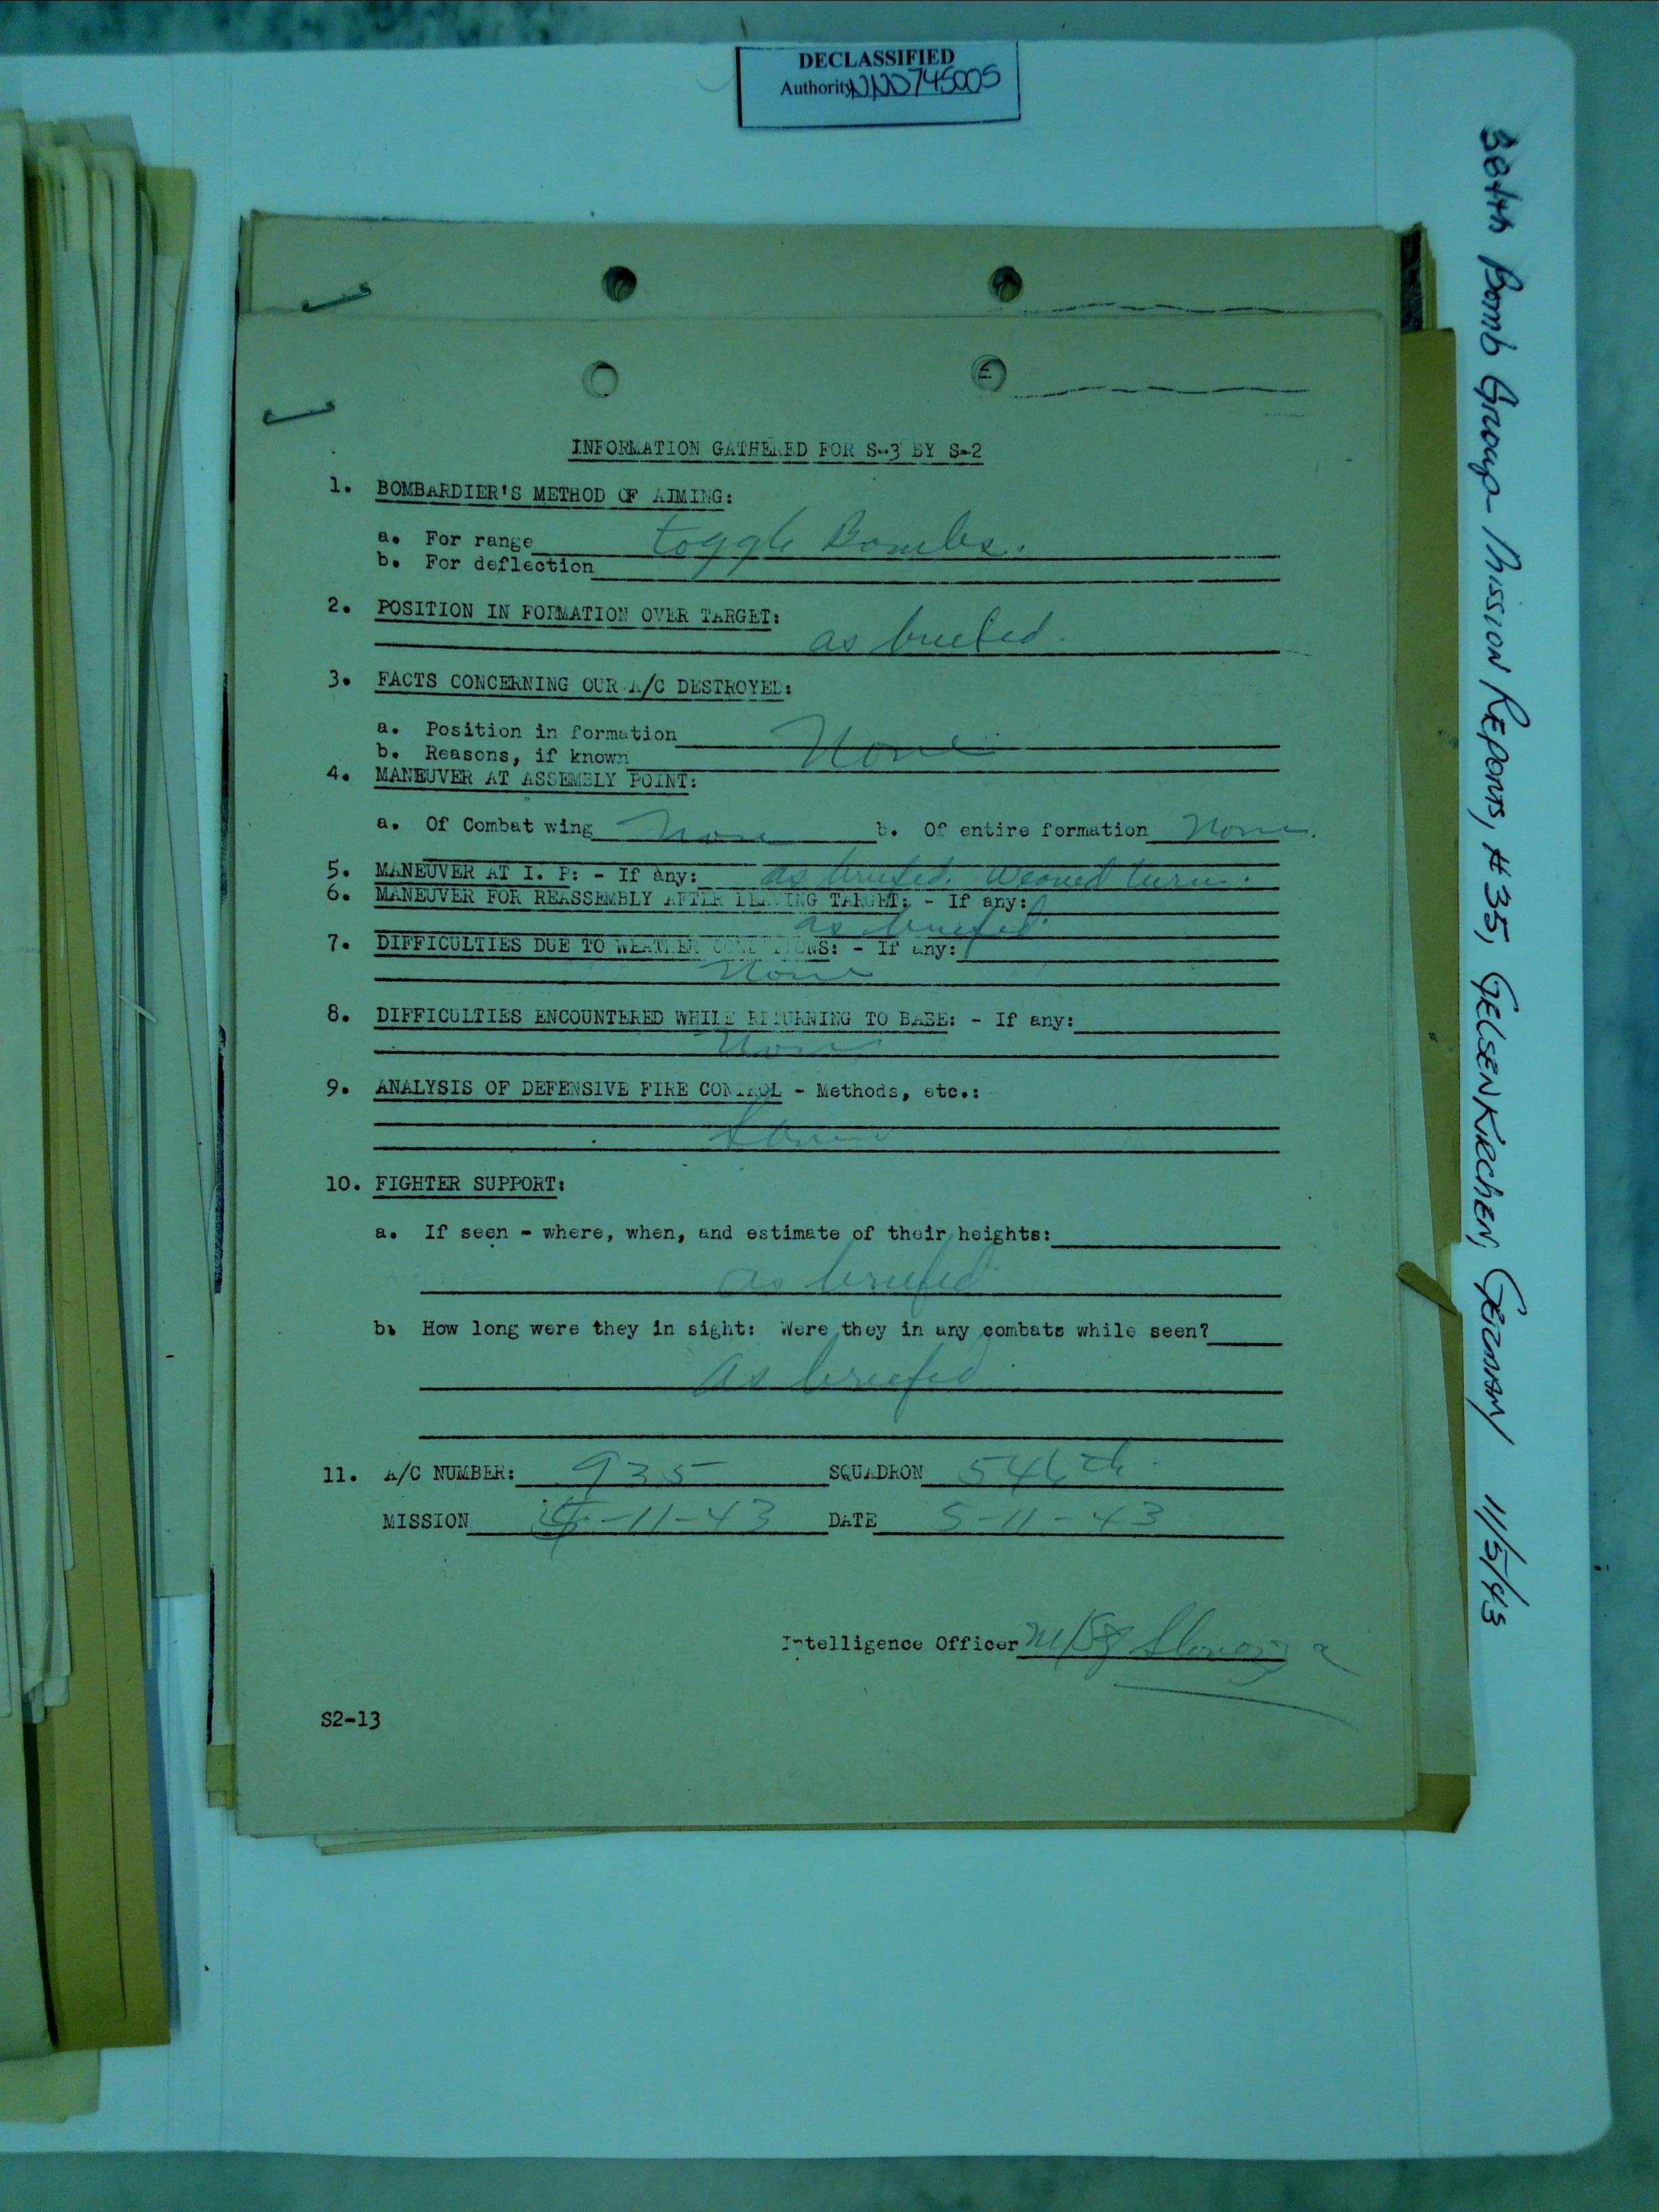 DECLASSIFIED
Authority NND745005
384th Bomb Group - Mission Reports, #35, GELSENKIRCHEN, GERMANY 11/5/43
INFORMATION GATHERED FOR S-3 BY S-2
1. BOMBARDIER'S METHOD OF AIMING:
a. For range toggle Bombs.
b. For deflection
2. POSITION IN FORMATION OVER TARGET:
as briefed.
3. FACTS CONCERNING OUR A/C DESTROYED:
a. Position in formation None
b. Reasons, if known
4. MANEUVER AT ASSEMBLY POINT:
a. Of Combat wing None b. Of entire formation None.
5. MANEUVER AT I. P: - If any: as briefed. turn.
6. MANEUVER FOR REASSEMBLY AFTER LEAVING TARGET: - If any:
as briefed.
7. DIFFICULTIES DUE TO WEATHER CONDITIONS: - If any:
None
8. DIFFICULTIES ENCOUNTERED WHILE RETURNING TO BASE: - If any:
None
9. ANALYSIS OF DEFENSIVE FIRE CONTROL - Methods, etc.:
10. FIGHTER SUPPORT:
a. If seen - where, when, and estimate of their heights:
as briefed
b. How long were they in sight: Were they in any combats while seen?
as briefed
11. A/C NUMBER: 935 SQUADRON 546th.
MISSION 5-11-43 DATE 5-11-43
Intelligence Officer M/Sg
S2-13